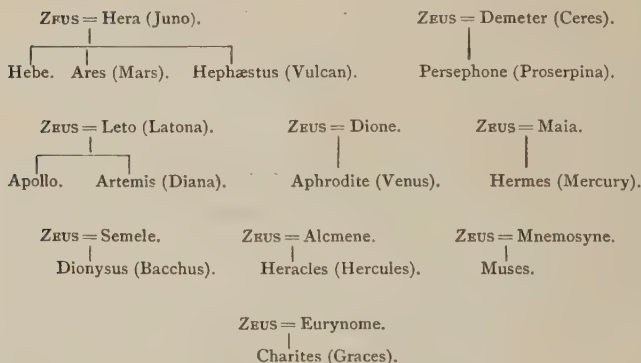 ZEUS = Hera (Juno). ZEUS = Demeter (Ceres).
Hebe. Ares (Mars). Hephæstus (Vulcan). Persephone (Proserpina).
ZEUS = Leto (Latona). ZEUS = Dione. ZEUS = Maia.
Apollo. Artemis (Diana). Aphrodite (Venus). Hermes (Mercury).
ZEUS = Semele. ZEUS = Alcmene. ZEUS = Mnemosyne.
Dionysus (Bacchus). Heracles (Hercules). Muses.
ZEUS = Eurynome.
Charites (Graces).